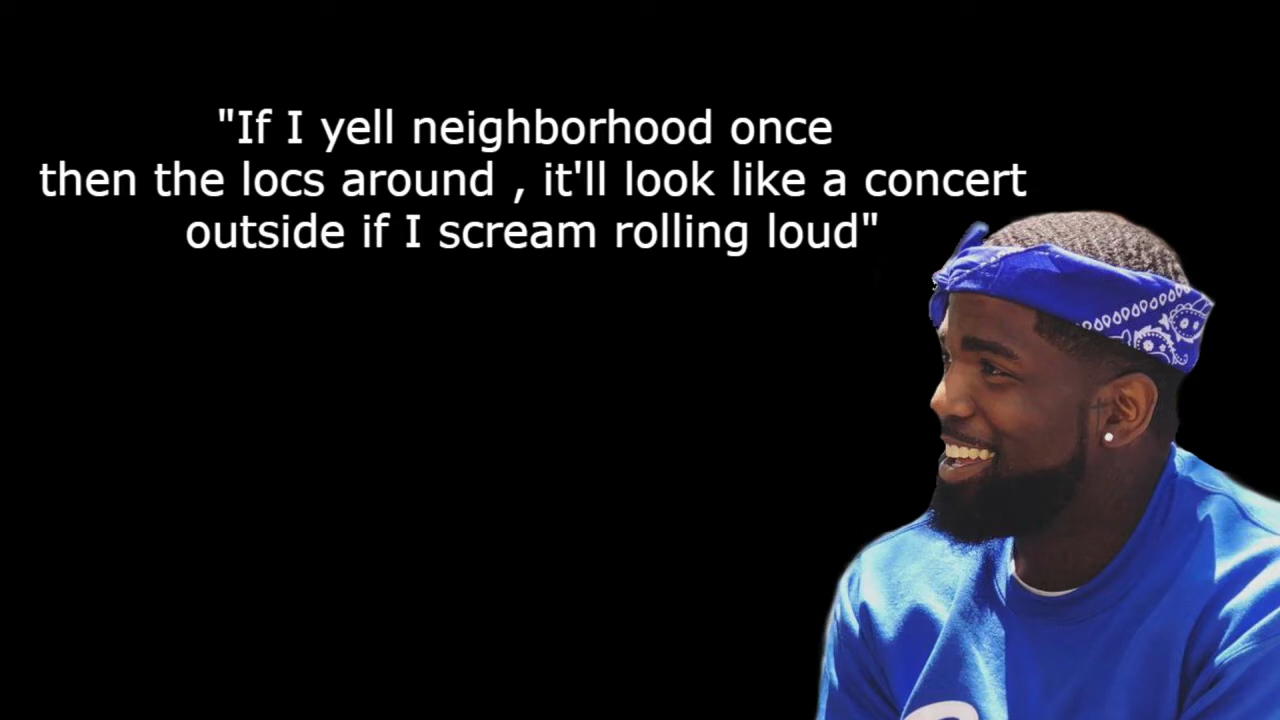 "If I yell neighborhood once
then the locs around , it'll look like a concert
outside if I scream rolling loud"